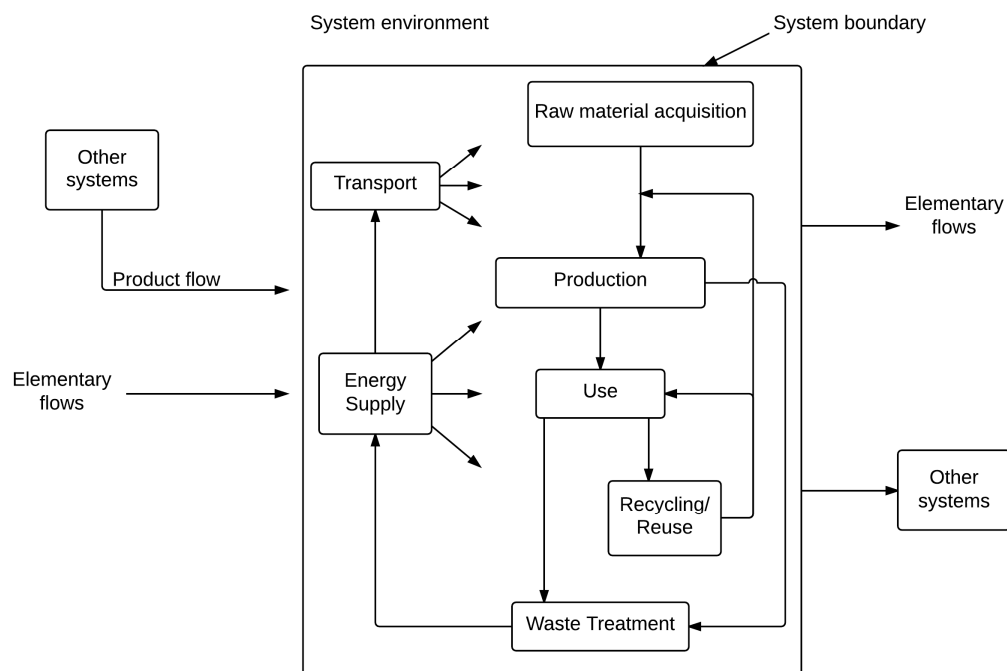 System environment
System boundary
Raw material acquisition
Other
systems
Transport
Elementary
flows
Product flow
Production
Elementary
flows
Energy
Supply
Use
Recycling/
Reuse
Other
systems
Waste Treatment